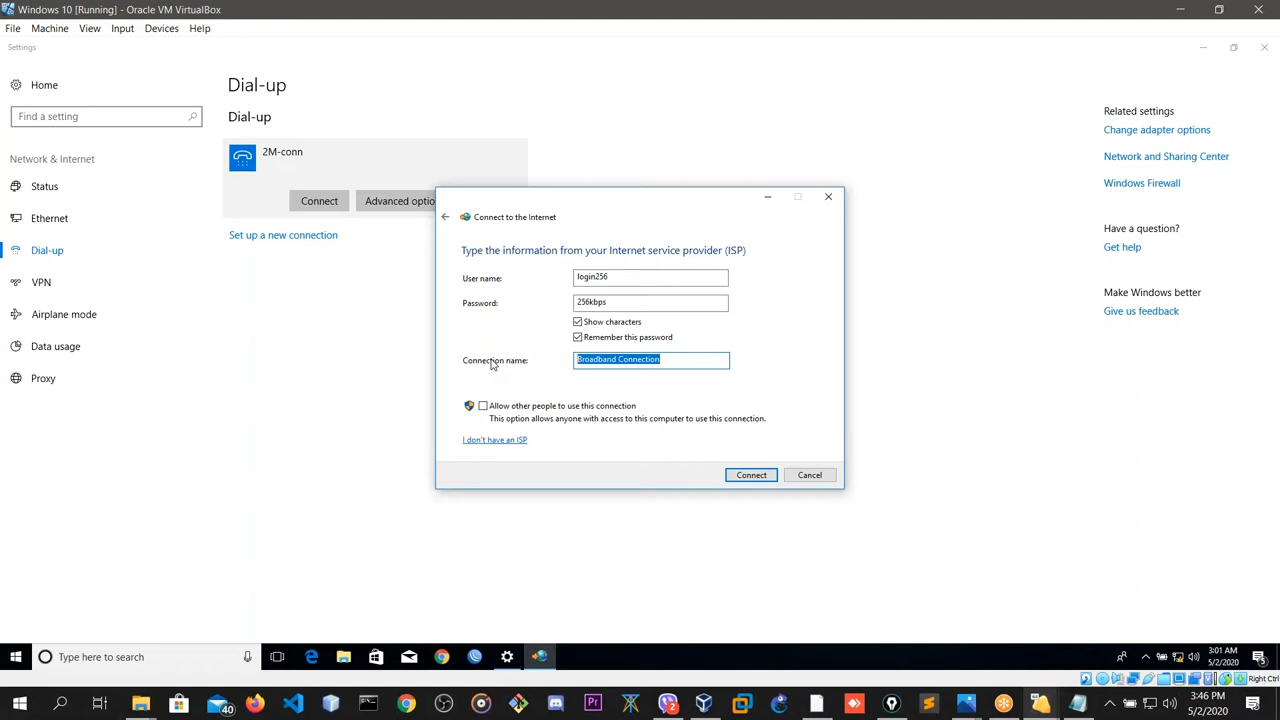 Windows 10 [Running] - Oracle VM VirtualBox
File Machine View Input Devices Help
Settings
Home
Find a setting
Network & Internet
Status
Ethernet
Dial-up
VPN
Airplane mode
Data usage
Proxy
Dial-up
Dial-up
2M-conn
Connect
Advanced optio
Set up a new connection
Connect to the Internet
Type the information from your Internet service provider (ISP)
User name: login256
Password: 256kbps
Show characters
Remember this password
Connection name: Broadband Connection
Allow other people to use this connection
This option allows anyone with access to this computer to use this connection.
I don't have an ISP
Connect Cancel
Related settings
Change adapter options
Network and Sharing Center
Windows Firewall
Have a question?
Get help
Make Windows better
Give us feedback
Type here to search
3:01 AM
5/2/2020
Right Ctrl
40
2
3:46 PM
5/2/2020